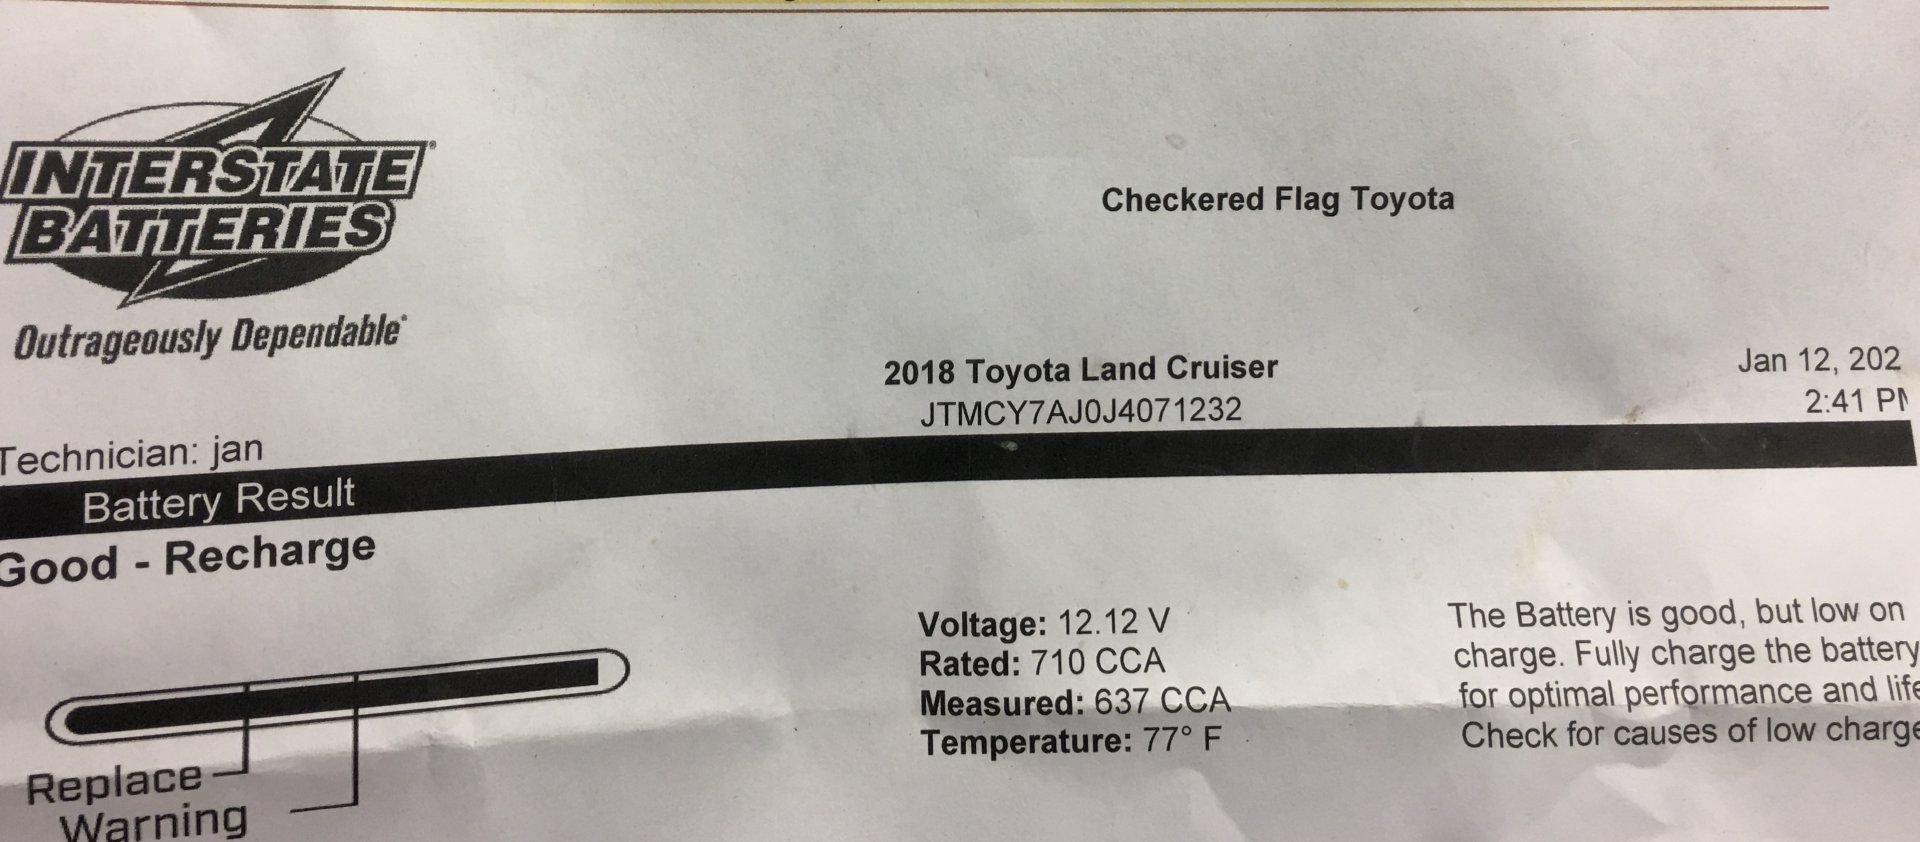 INTERSTATE
BATTERIES®
Outrageously Dependable®
Checkered Flag Toyota
2018 Toyota Land Cruiser
JTMCY7AJ0J4071232
Jan 12, 202
2:41 PM
Technician: jan
Battery Result
Good - Recharge
Replace
Warning
Voltage: 12.12 V
Rated: 710 CCA
Measured: 637 CCA
Temperature: 77° F
The Battery is good, but low on
charge. Fully charge the battery
for optimal performance and life
Check for causes of low charge